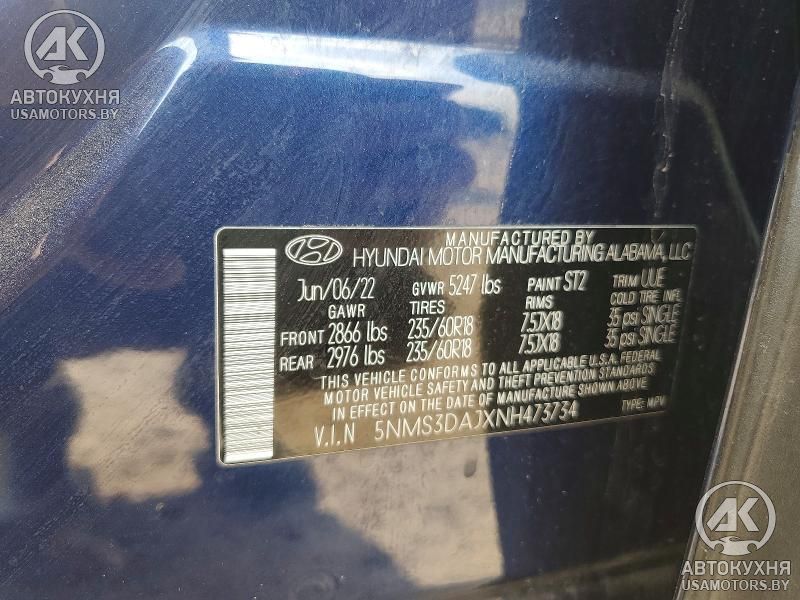 AK
АВТОКУХНЯ
USAMOTORS.BY
MANUFACTURED BY
HYUNDAI MOTOR MANUFACTURING ALABAMA, LLC
Jun/06/22 GVWR 5247 lbs PAINT ST2 TRIM UUE
GAWR TIRES RIMS COLD TIRE INFL
FRONT 2866 lbs 235/60R18 7.5JX18 35 psi SINGLE
REAR 2976 lbs 235/60R18 7.5JX18 35 psi SINGLE
THIS VEHICLE CONFORMS TO ALL APPLICABLE U.S.A. FEDERAL
MOTOR VEHICLE SAFETY AND THEFT PREVENTION STANDARDS
IN EFFECT ON THE DATE OF MANUFACTURE SHOWN ABOVE.
V.I.N 5NMS3DAJXNH473734 TYPE: MPV
AK
АВТОКУХНЯ
USAMOTORS.BY